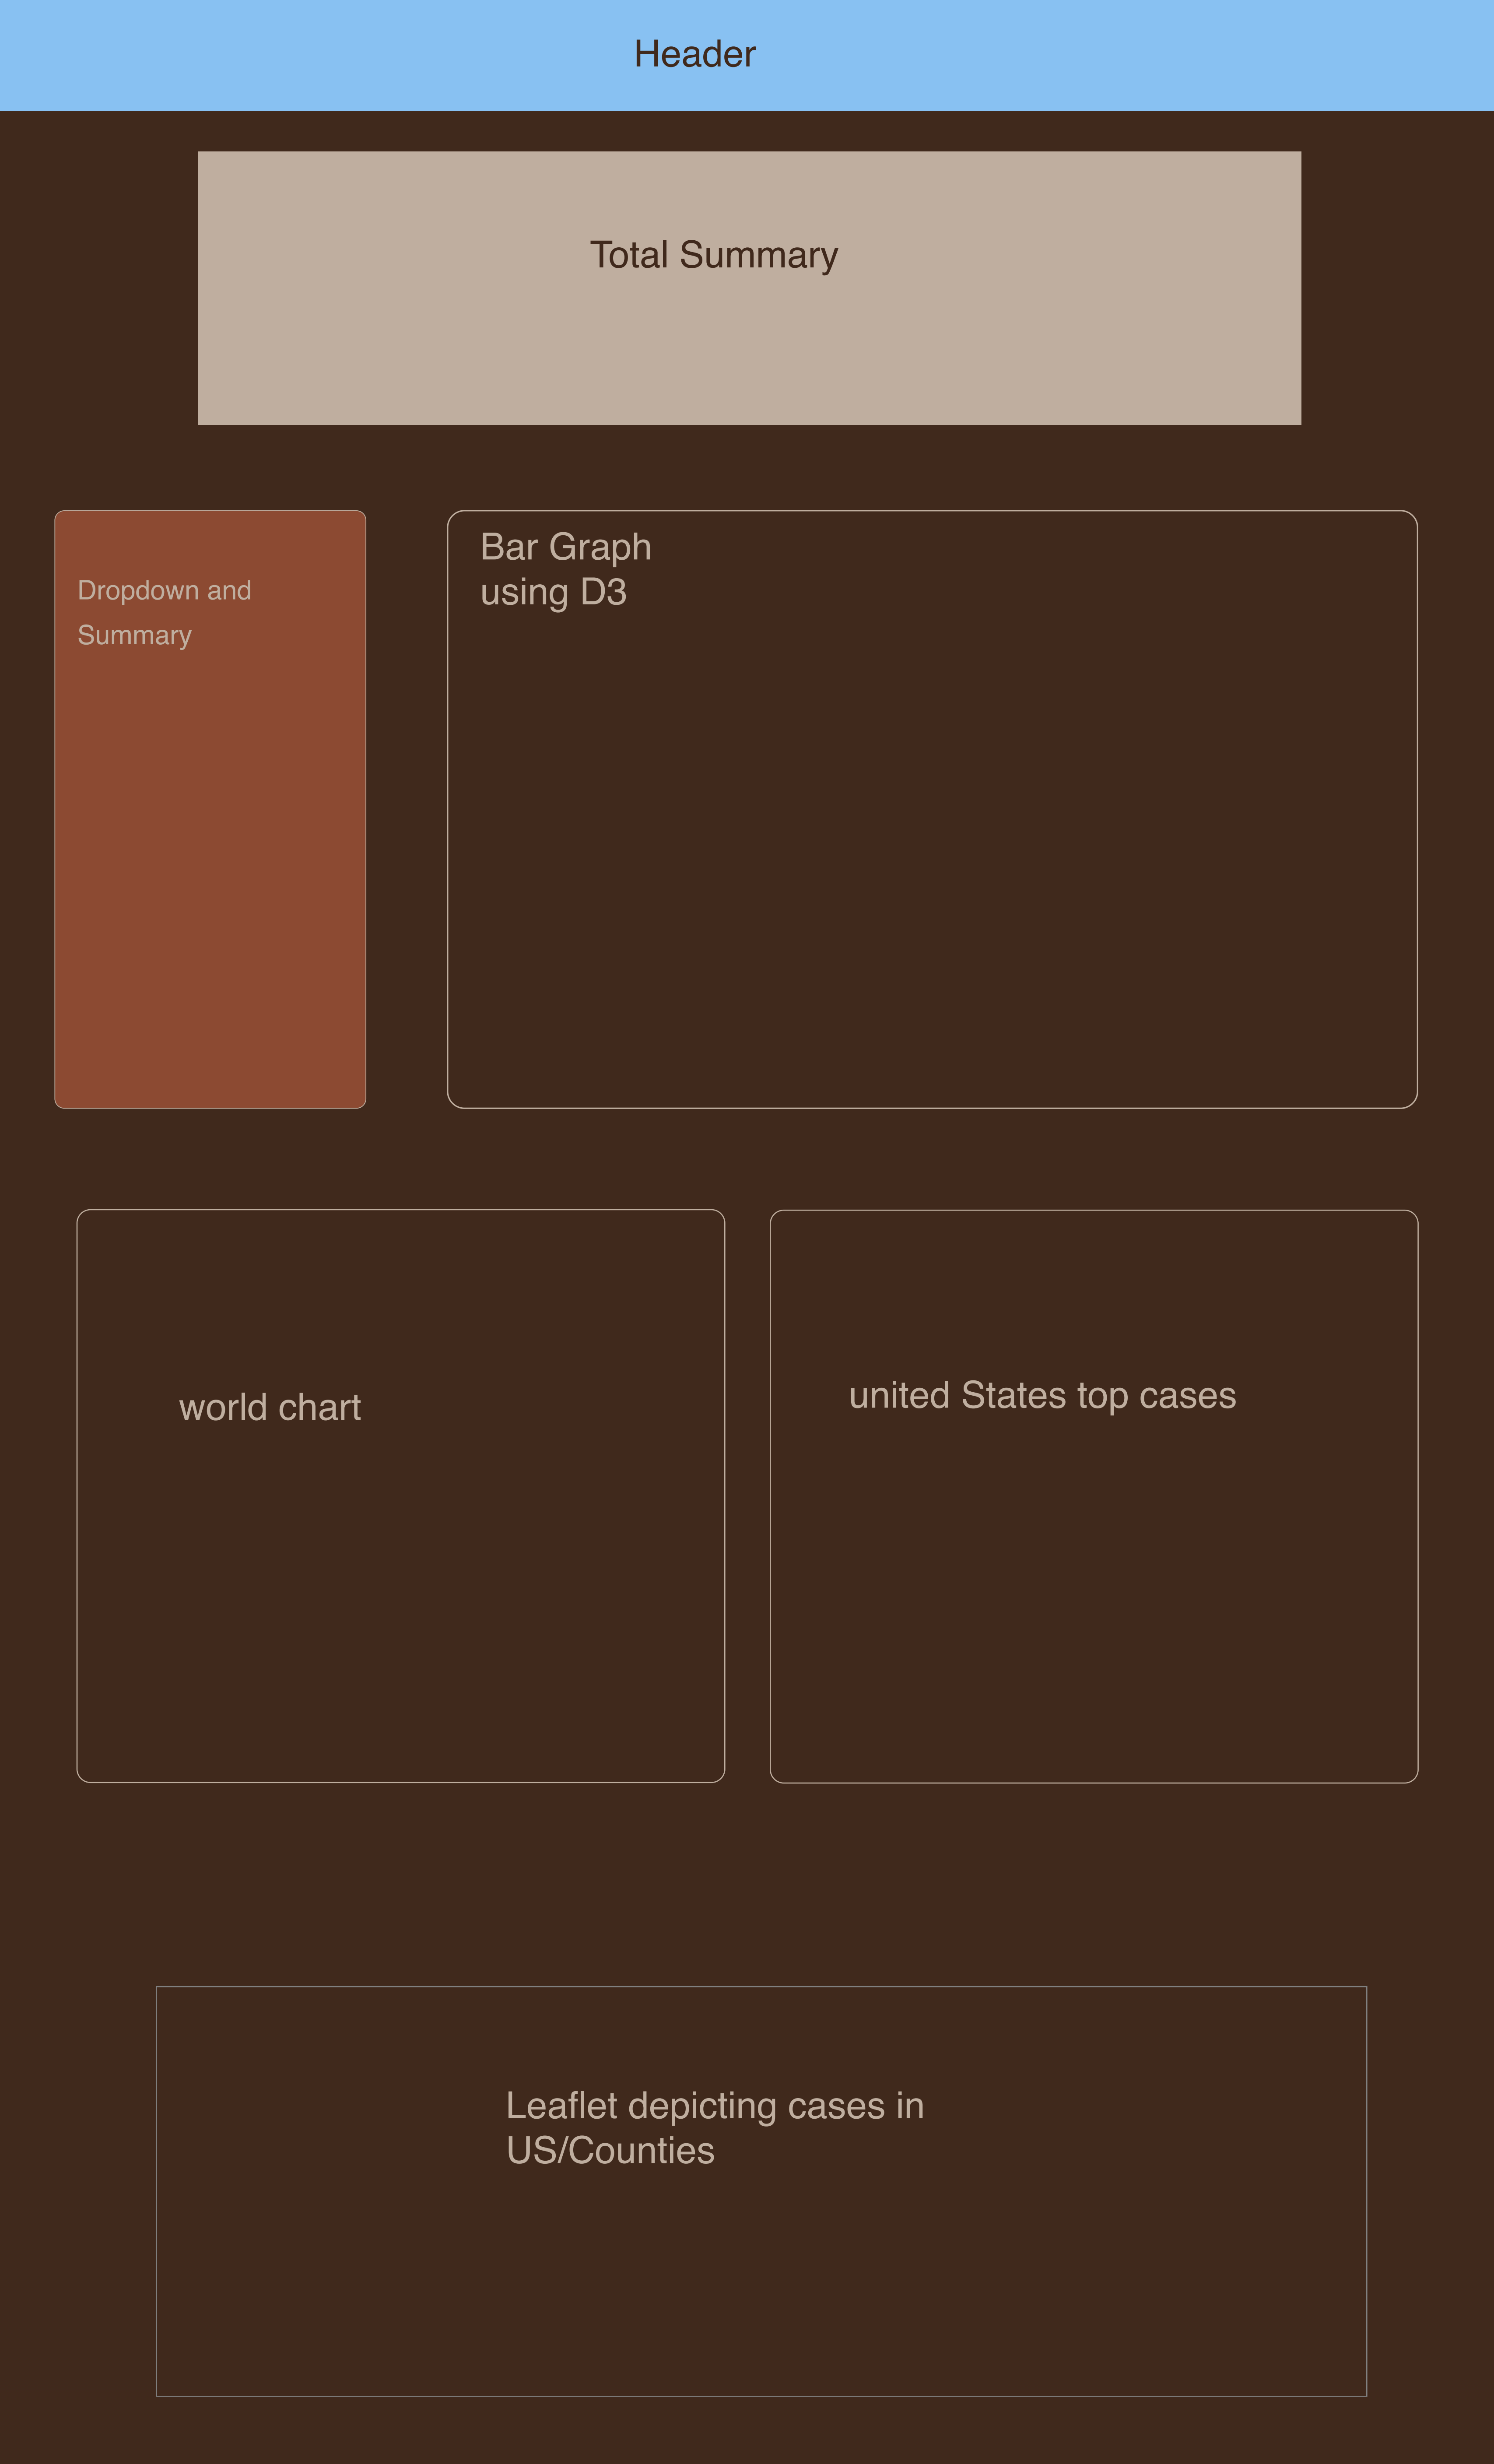 Header
Total Summary
Dropdown and
Summary
Bar Graph
using D3
world chart
united States top cases
Leaflet depicting cases in
US/Counties